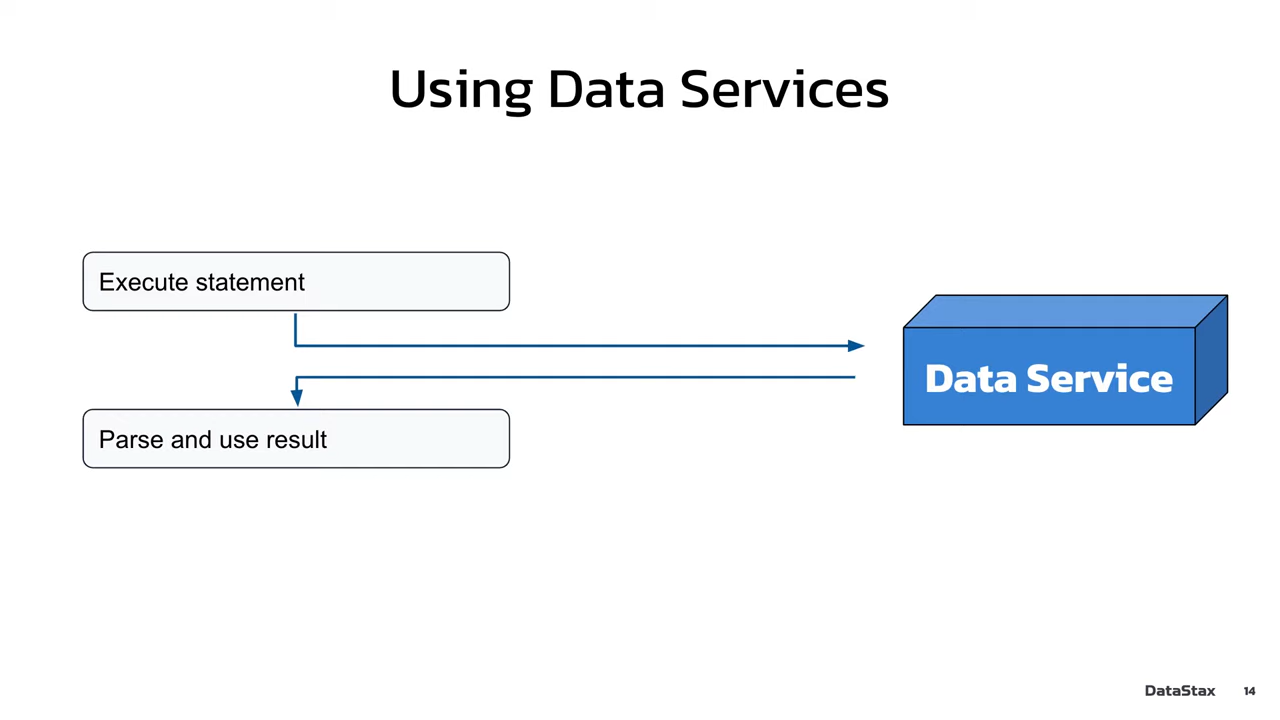 Using Data Services
Execute statement
Data Service
Parse and use result
DataStax 14